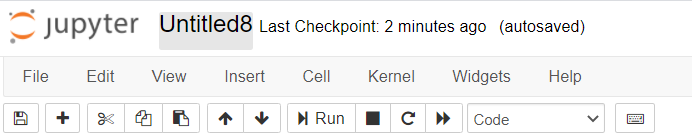 jupyter Untitled8 Last Checkpoint: 2 minutes ago (autosaved)
File Edit View Insert Cell Kernel Widgets Help
Run Code